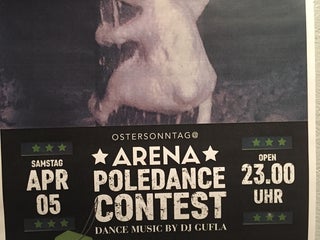 OSTERSONNTAG@
ARENA
POLEDANCE
CONTEST
DANCE MUSIC BY DJ GUFLA
SAMSTAG
APR
05
OPEN
23.00
UHR